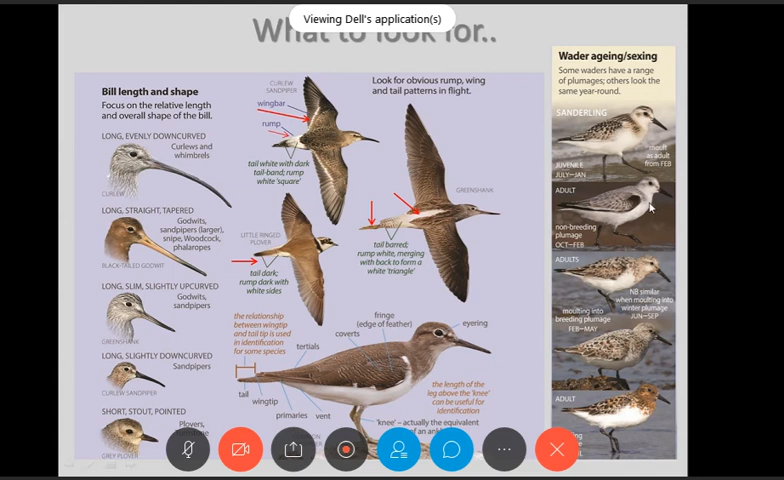 Viewing Dell's application(s)
What to look for..
Bill length and shape
Focus on the relative length
and overall shape of the bill.
LONG, EVENLY DOWNCURVED
Curlews and
whimbrels
CURLEW
LONG, STRAIGHT, TAPERED
Godwits,
sandpipers (larger),
snipe, Woodcock,
phalaropes
BLACK-TAILED GODWIT
LONG, SLIM, SLIGHTLY UPCURVED
Godwits,
sandpipers
GREENSHANK
LONG, SLIGHTLY DOWNCURVED
Sandpipers
CURLEW SANDPIPER
SHORT, STOUT, POINTED
Plovers,
GREY PLOVER
CURLEW
SANDPIPER
wingbar
rump
tail white with dark
tail-band; rump
white 'square'
Look for obvious rump, wing
and tail patterns in flight.
GREENSHANK
tail barred;
rump white, merging
with back to form a
white 'triangle'
LITTLE RINGED
PLOVER
tail dark;
rump dark with
white sides
the relationship
between wingtip
and tail tip is used
in identification
for some species
fringe
(edge of feather)
eyering
coverts
tertials
tail
wingtip
primaries
vent
the length of the
leg above the 'knee'
can be useful for
identification
'knee' – actually the equivalent
of an
Wader ageing/sexing
Some waders have a range
of plumages; others look the
same year-round.
SANDERLING
moult
as adult
from FEB
JUVENILE
JULY–JAN
ADULT
non-breeding
plumage
OCT–FEB
ADULTS
NB similar
when moulting into
winter plumage
JUN–SEP
moulting into
breeding plumage
FEB–MAY
ADULT